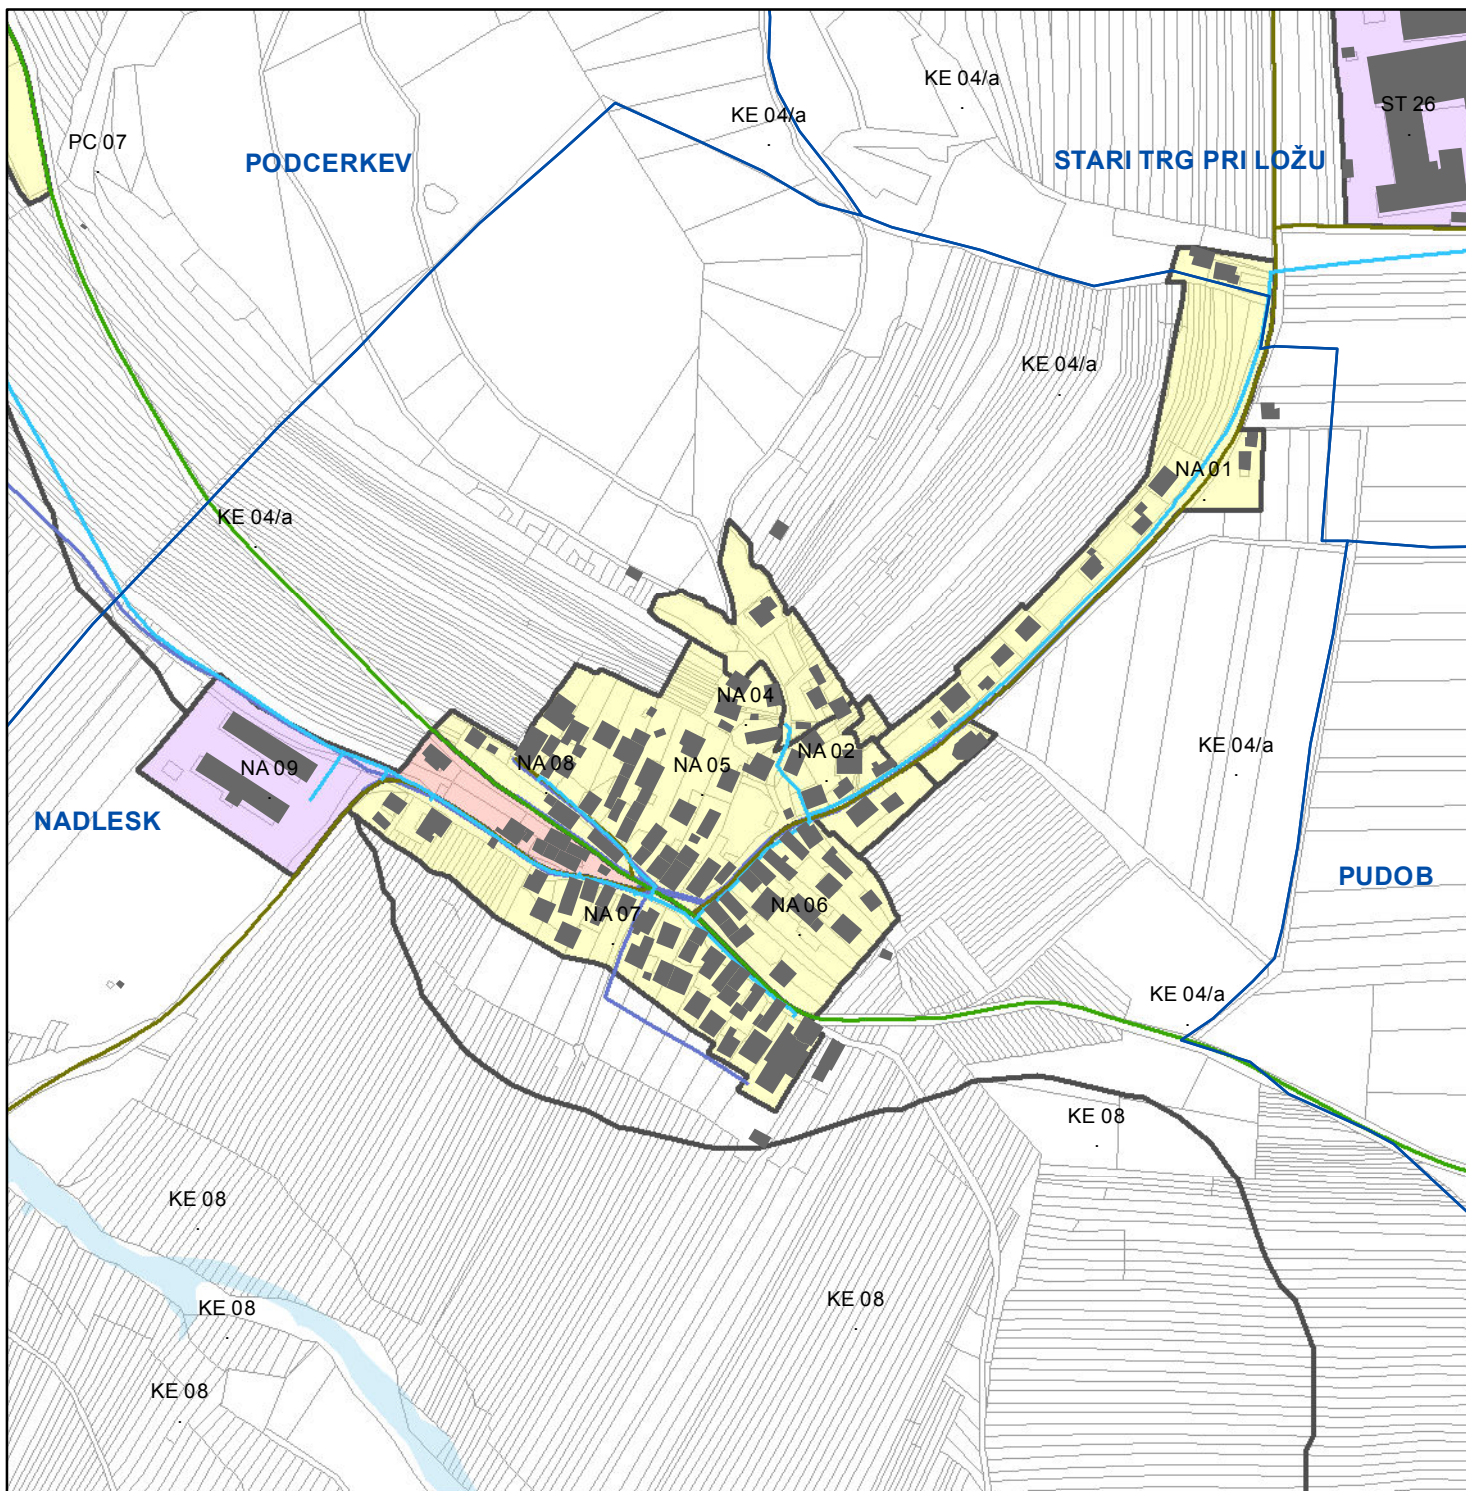 KE 04/a
ST 26
KE 04/a
PC 07
PODCERKEV
STARI TRG PRI LOŽU
KE 04/a
NA 01
KE 04/a
NA 04
KE 04/a
NA 02
NA 08
NA 05
NA 09
NADLESK
PUDOB
NA 06
NA 07
KE 04/a
KE 08
KE 08
KE 08
KE 08
KE 08